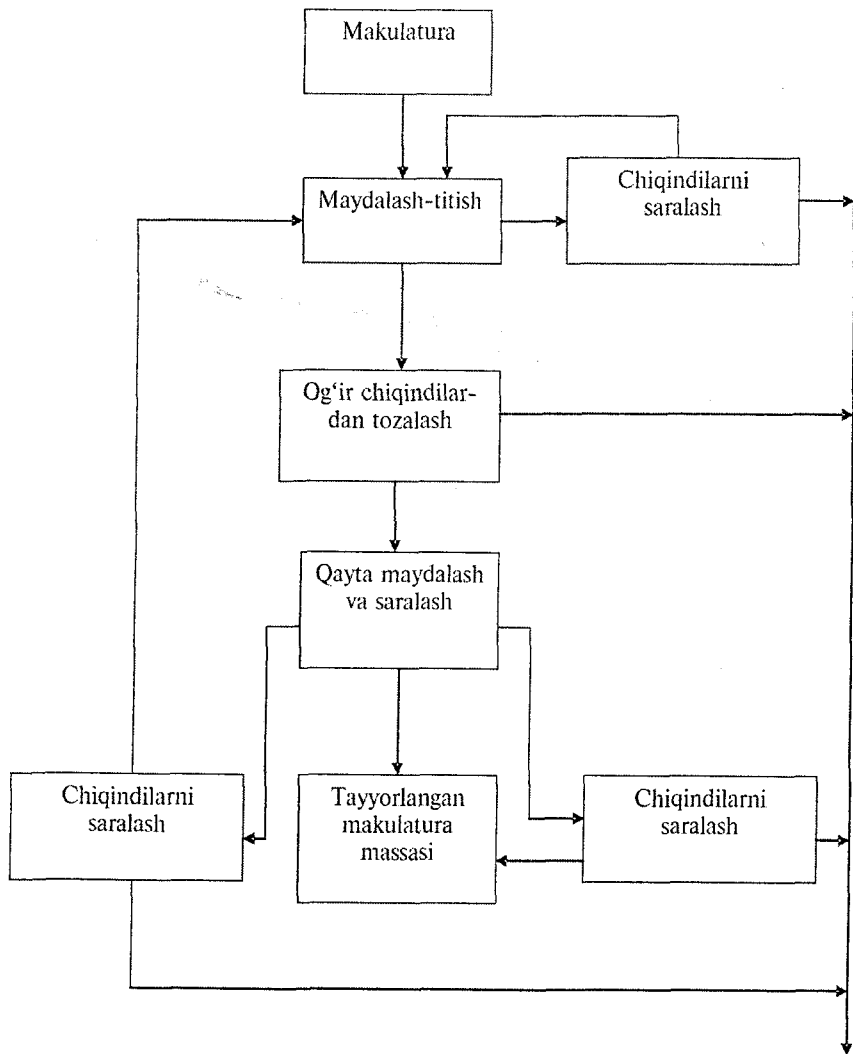 Makulatura
Maydalash-titish
Chiqindilarni
saralash
Og‘ir chiqindilar-
dan tozalash
Qayta maydalash
va saralash
Chiqindilarni
saralash
Tayyorlangan
makulatura
massasi
Chiqindilarni
saralash